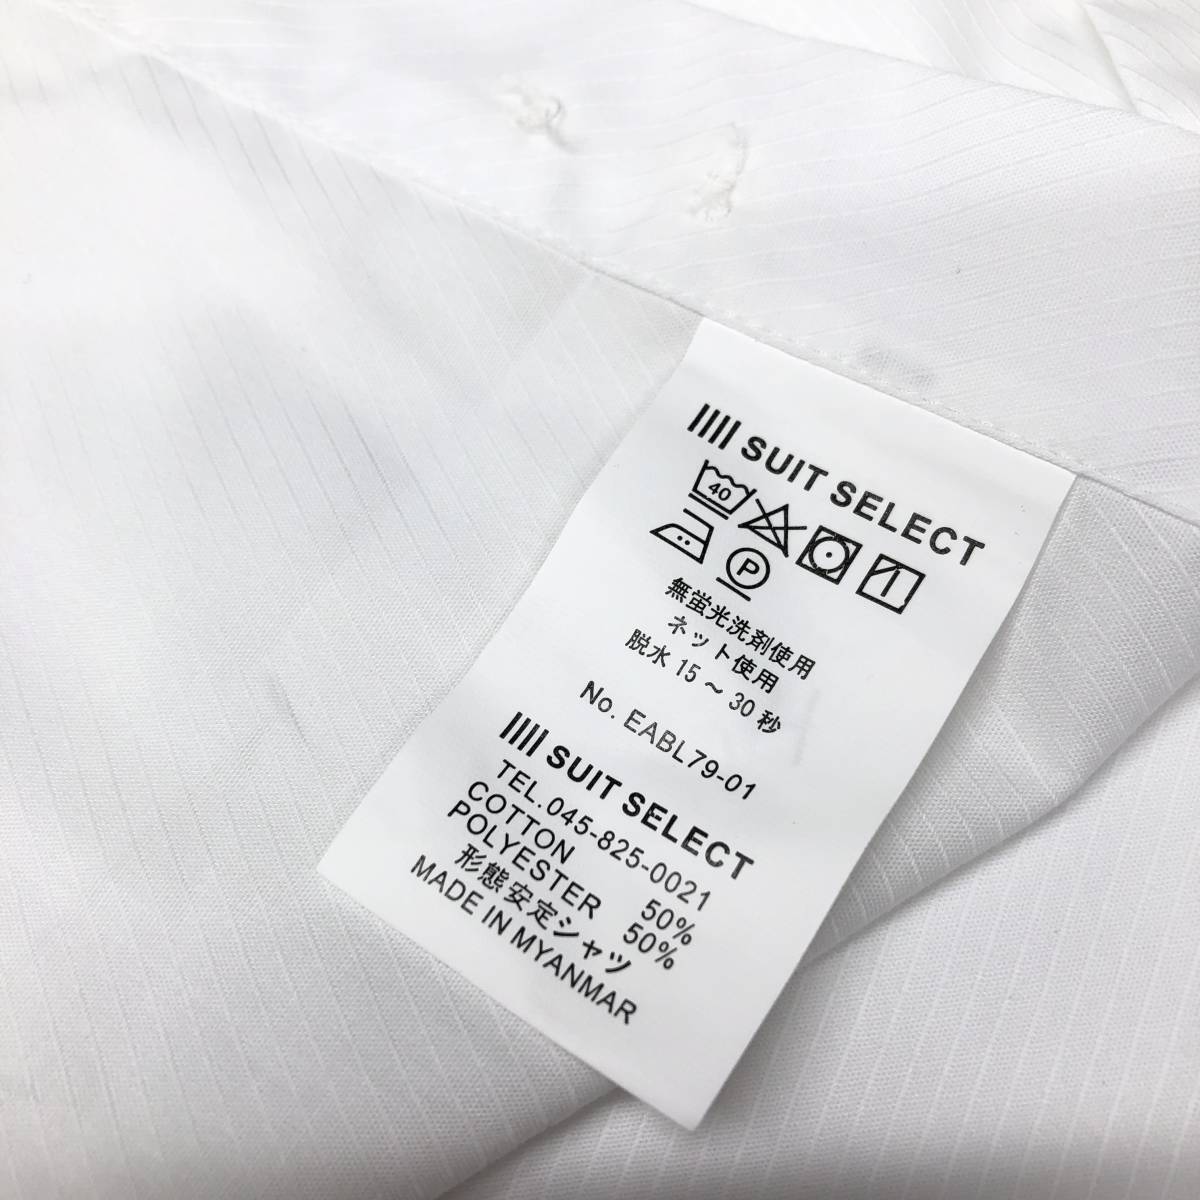 SUIT SELECT
40
P
無蛍光洗剤使用
ネット使用
脱水 15 ～ 30 秒
No. EABL79-01
SUIT SELECT
TEL.045-825-0021
COTTON 50%
POLYESTER 50%
形態安定シャツ
MADE IN MYANMAR